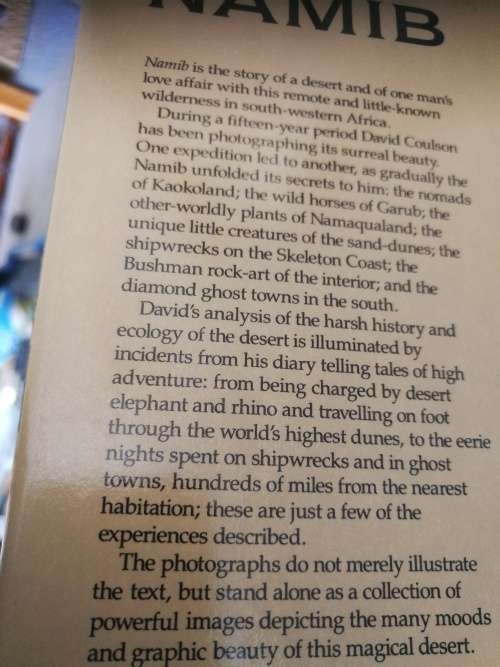 NAMIB
Namib is the story of a desert and of one man's
love affair with this remote and little-known
wilderness in south-western Africa.
During a fifteen-year period David Coulson
has been photographing its surreal beauty.
One expedition led to another, as gradually the
Namib unfolded its secrets to him: the nomads
of Kaokoland; the wild horses of Garub; the
other-worldly plants of Namaqualand; the
unique little creatures of the sand-dunes; the
shipwrecks on the Skeleton Coast; the
Bushman rock-art of the interior; and the
diamond ghost towns in the south.
David's analysis of the harsh history and
ecology of the desert is illuminated by
incidents from his diary telling tales of high
adventure: from being charged by desert
elephant and rhino and travelling on foot
through the world's highest dunes, to the eerie
nights spent on shipwrecks and in ghost
towns, hundreds of miles from the nearest
habitation; these are just a few of the
experiences described.
The photographs do not merely illustrate
the text, but stand alone as a collection of
powerful images depicting the many moods
and graphic beauty of this magical desert.